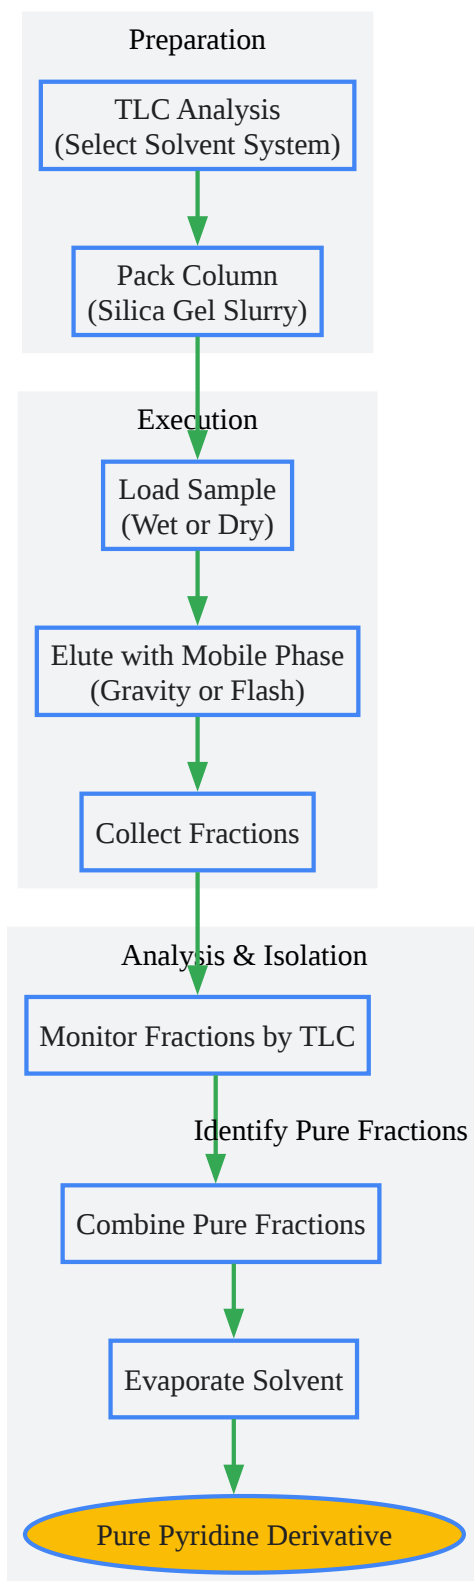 Preparation
TLC Analysis
(Select Solvent System)
Pack Column
(Silica Gel Slurry)
Execution
Load Sample
(Wet or Dry)
Elute with Mobile Phase
(Gravity or Flash)
Collect Fractions
Analysis & Isolation
Monitor Fractions by TLC
Identify Pure Fractions
Combine Pure Fractions
Evaporate Solvent
Pure Pyridine Derivative